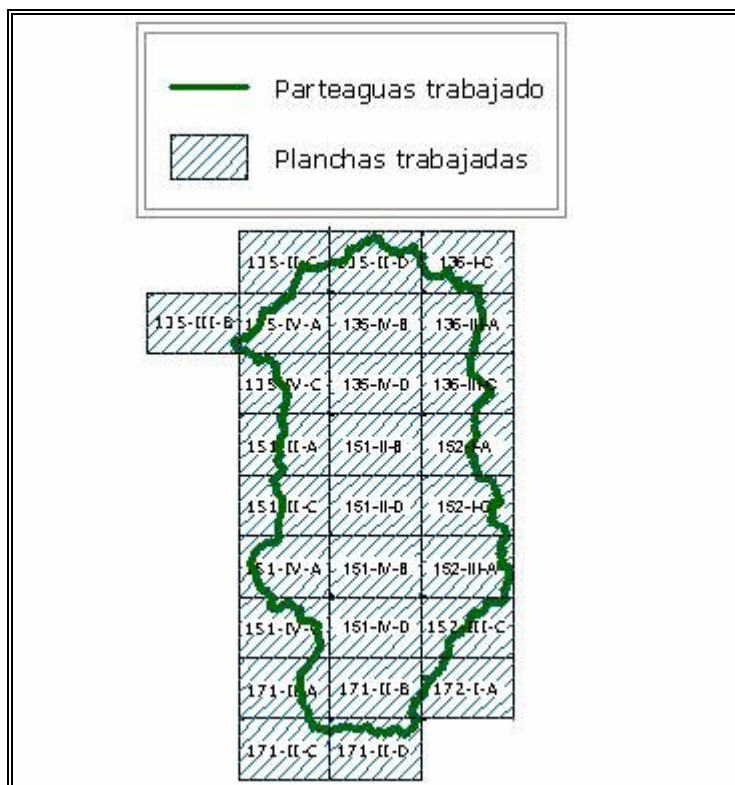 Parteaguas trabajado
Planchas trabajadas
135-II-C 135-II-D 136-I-C
135-III-B 135-IV-A 135-IV-B 136-III-A
135-IV-C 135-IV-D 136-III-C
151-II-A 151-II-B 152-I-A
151-II-C 151-II-D 152-I-C
151-IV-A 151-IV-B 152-III-A
151-IV-C 151-IV-D 152-III-C
171-II-A 171-II-B 172-I-A
171-II-C 171-II-D